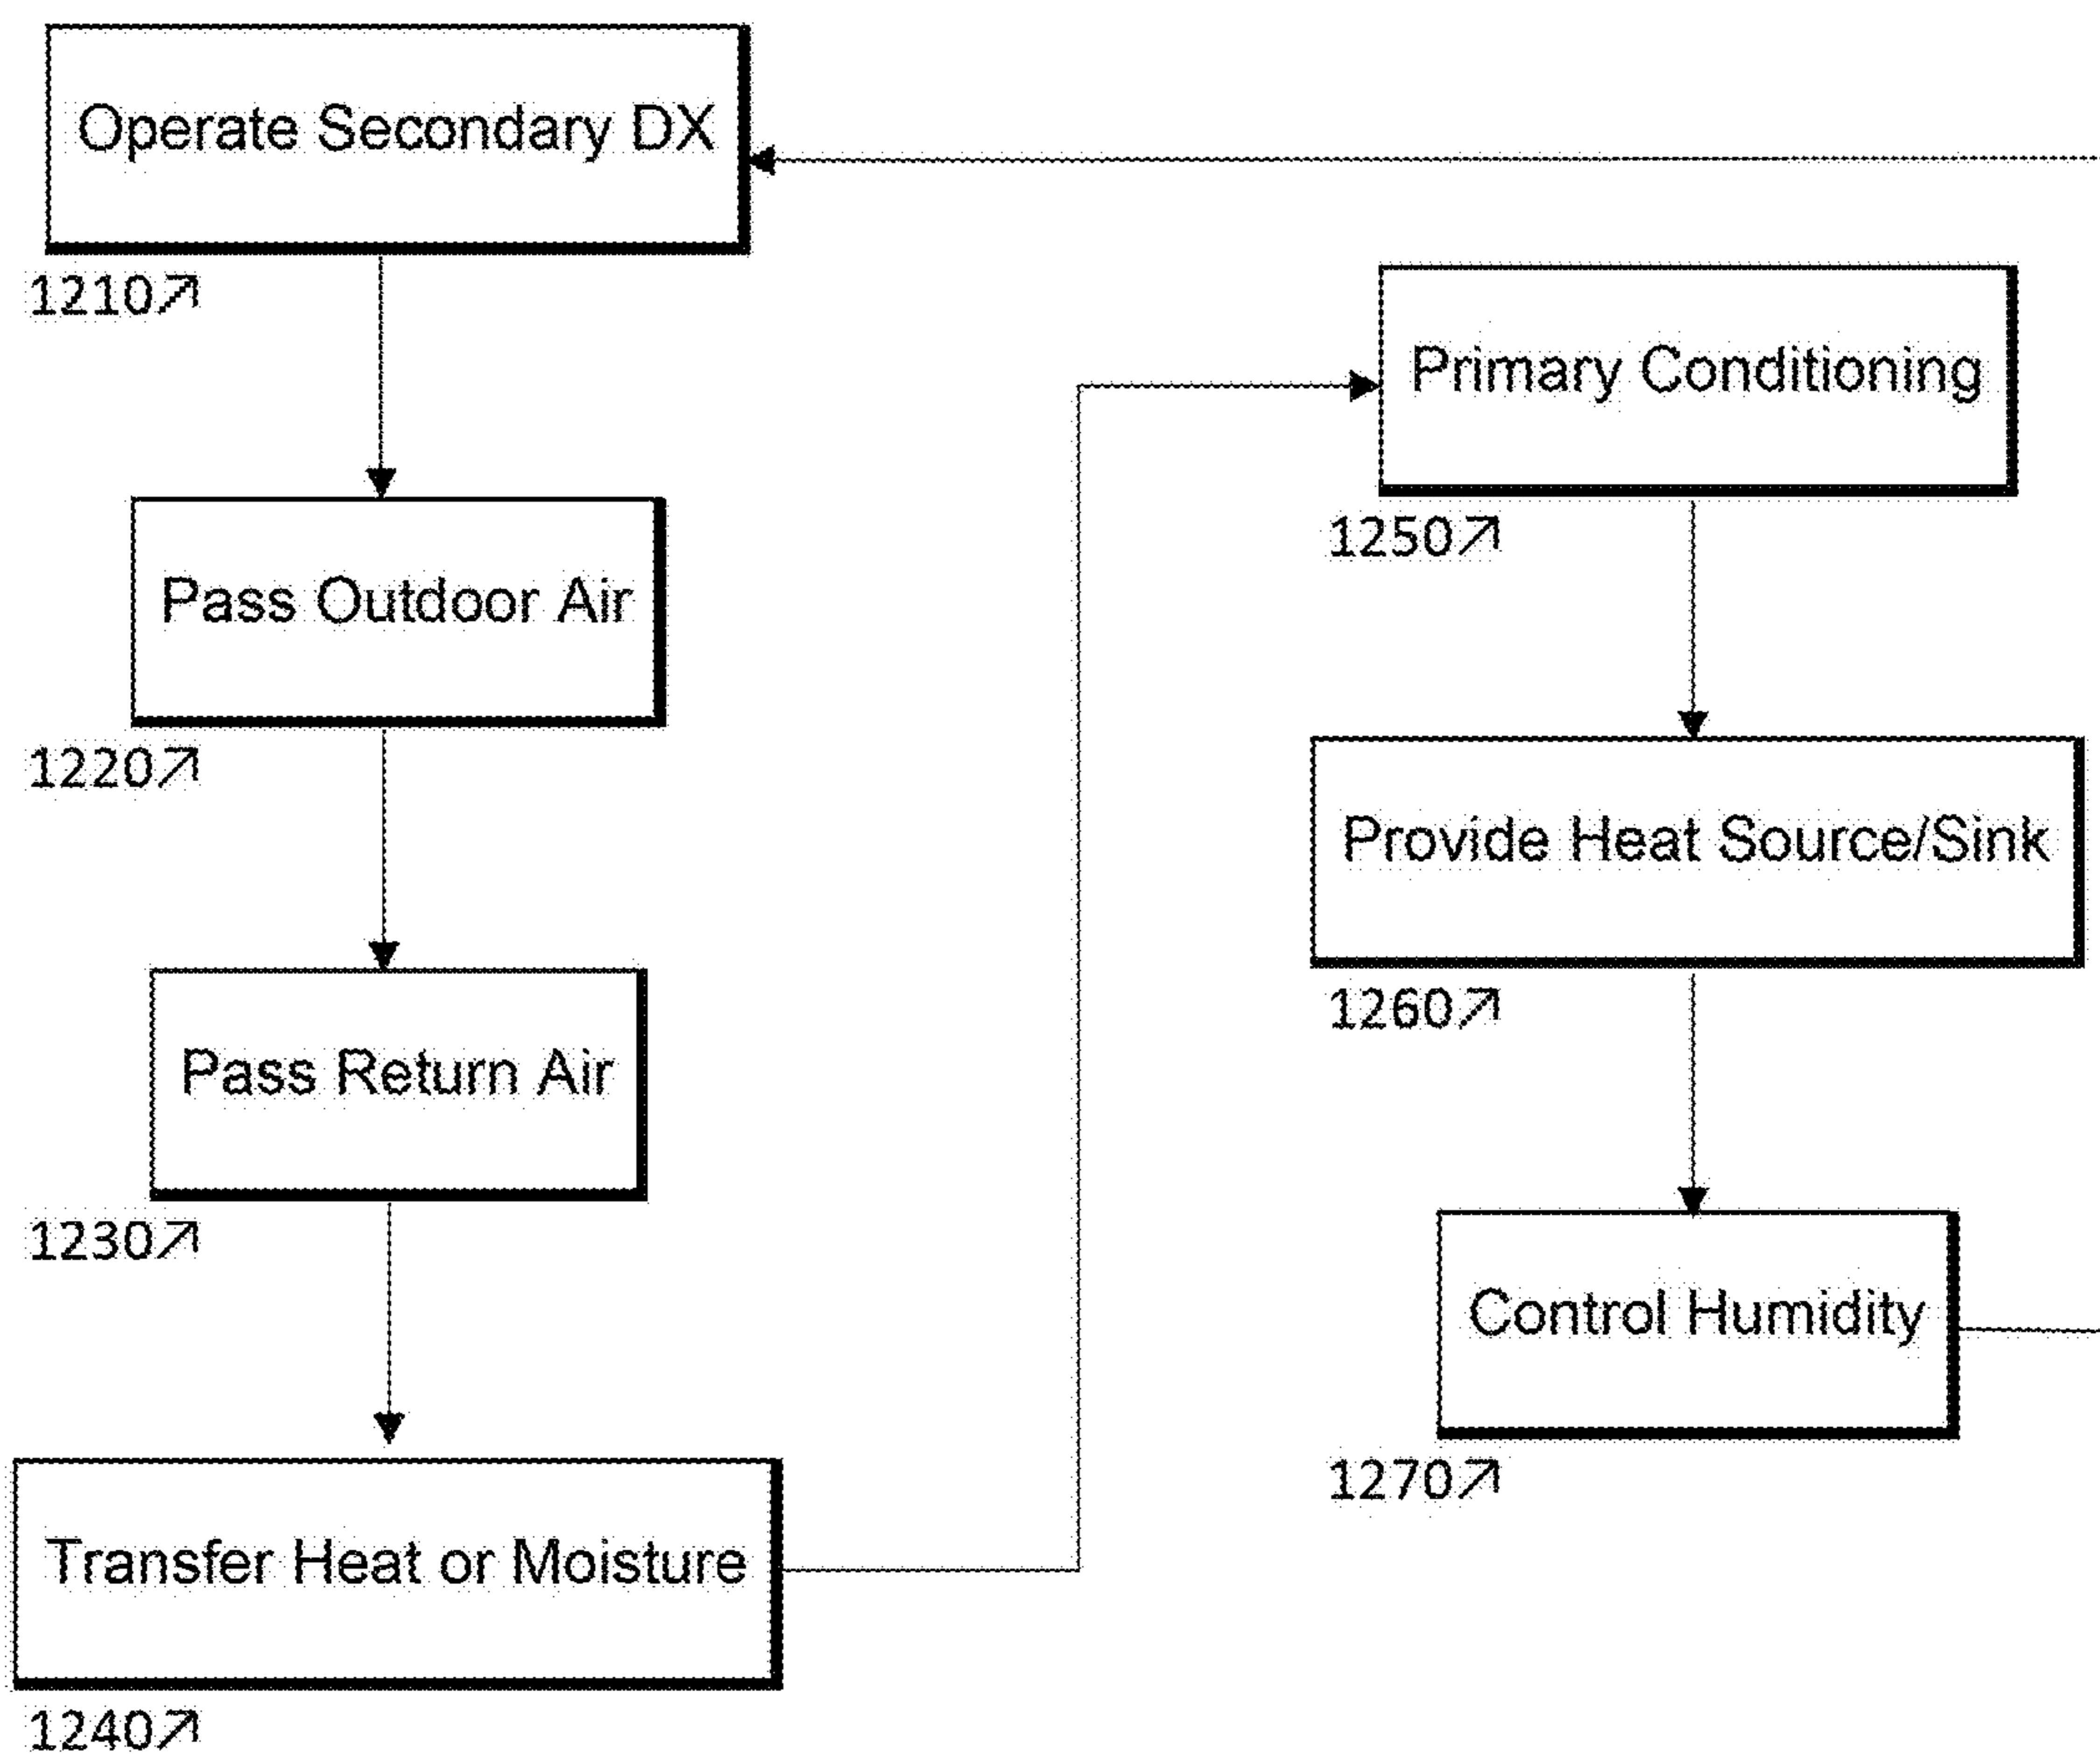 Operate Secondary DX
1210↗
Pass Outdoor Air
1220↗
Pass Return Air
1230↗
Transfer Heat or Moisture
1240↗
Primary Conditioning
1250↗
Provide Heat Source/Sink
1260↗
Control Humidity
1270↗